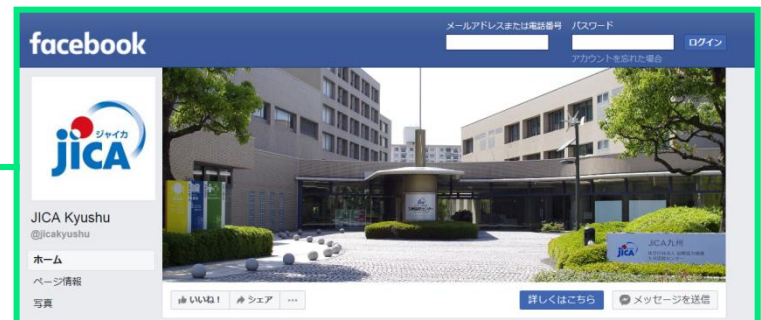 メールアドレスまたは電話番号 パスワード
facebook
ログイン
アカウントを忘れた場合
ジャイカ
JICA
JICA Kyushu
@jicakyushu
ホーム
ページ情報
写真
JICA
JICA九州
いいね!
シェア
...
詳しくはこちら
メッセージを送信